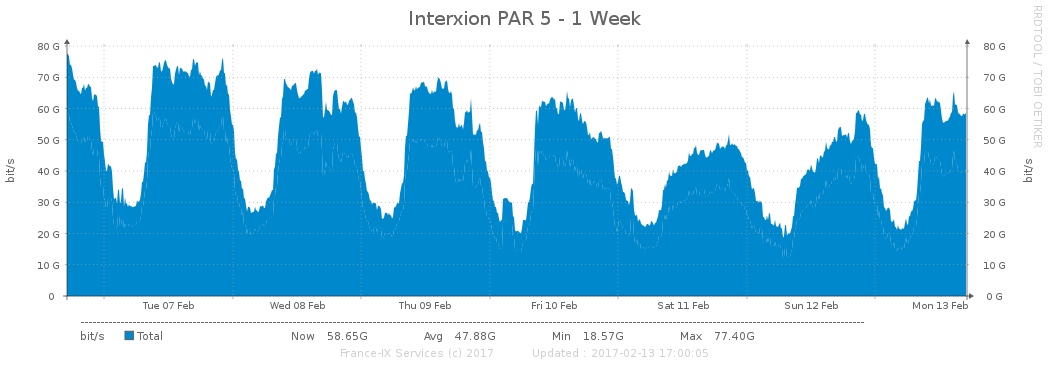 Interxion PAR 5 - 1 Week
RRDTOOL / TOBI OETIKER
80 G 80 G
70 G 70 G
60 G 60 G
50 G 50 G
40 G 40 G
30 G 30 G
20 G 20 G
10 G 10 G
0 0 G
bit/s bit/s
Tue 07 Feb Wed 08 Feb Thu 09 Feb Fri 10 Feb Sat 11 Feb Sun 12 Feb Mon 13 Feb
bit/s Total Now 58.65G Avg 47.88G Min 18.57G Max 77.40G
France-IX Services (c) 2017 Updated : 2017-02-13 17:00:05